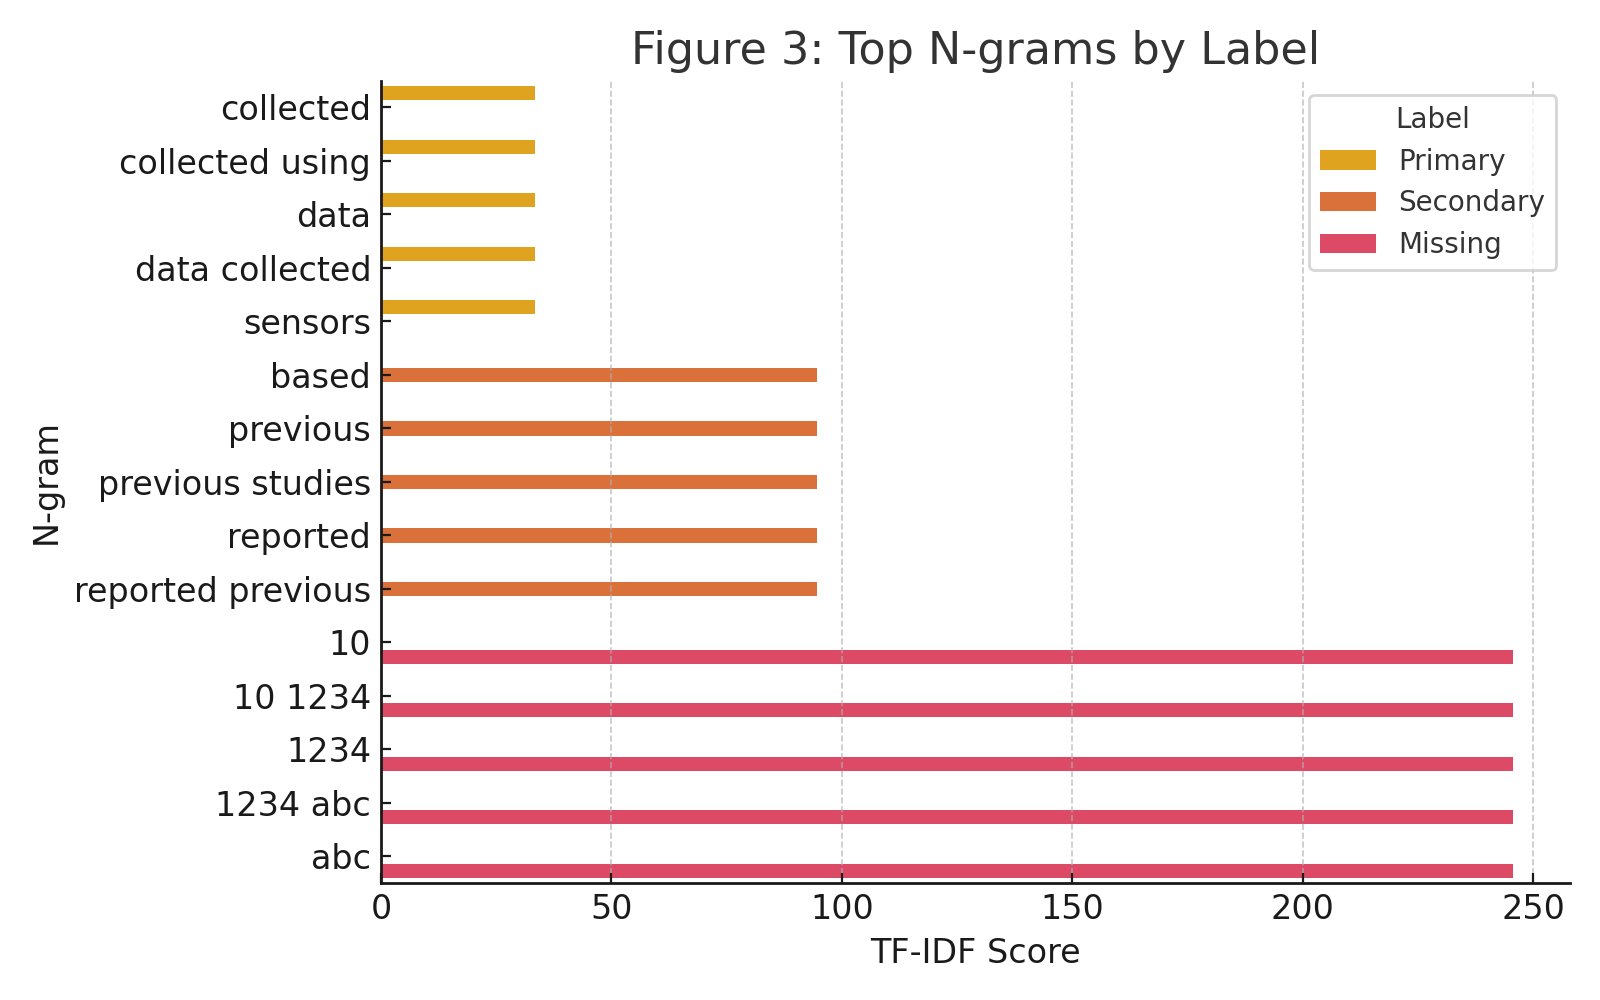 Figure 3: Top N-grams by Label
Label
Primary
Secondary
Missing
N-gram
collected
collected using
data
data collected
sensors
based
previous
previous studies
reported
reported previous
10
10 1234
1234
1234 abc
abc
0 50 100 150 200 250
TF-IDF Score